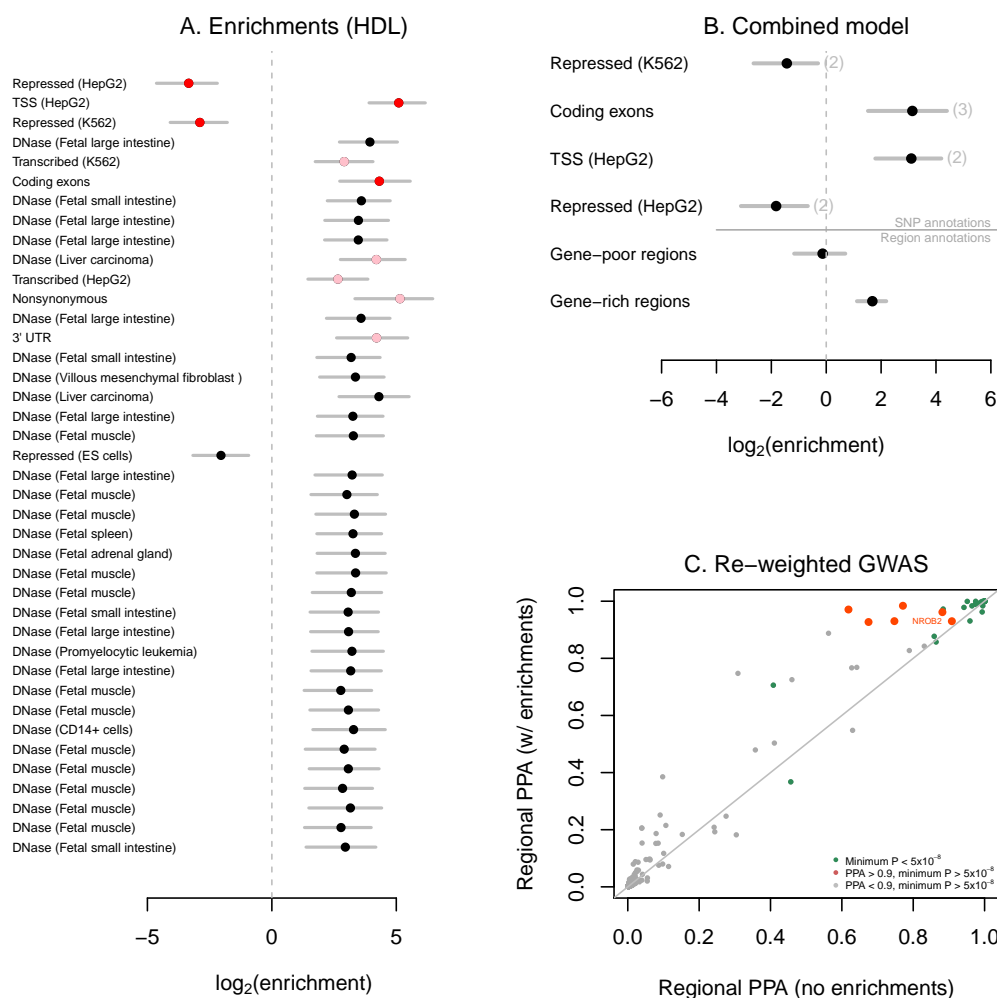 A. Enrichments (HDL)
Repressed (HepG2)
TSS (HepG2)
Repressed (K562)
DNase (Fetal large intestine)
Transcribed (K562)
Coding exons
DNase (Fetal small intestine)
DNase (Fetal large intestine)
DNase (Fetal large intestine)
DNase (Liver carcinoma)
Transcribed (HepG2)
Nonsynonymous
DNase (Fetal large intestine)
3' UTR
DNase (Fetal small intestine)
DNase (Villous mesenchymal fibroblast )
DNase (Liver carcinoma)
DNase (Fetal large intestine)
DNase (Fetal muscle)
Repressed (ES cells)
DNase (Fetal large intestine)
DNase (Fetal muscle)
DNase (Fetal muscle)
DNase (Fetal spleen)
DNase (Fetal adrenal gland)
DNase (Fetal muscle)
DNase (Fetal muscle)
DNase (Fetal small intestine)
DNase (Fetal large intestine)
DNase (Promyelocytic leukemia)
DNase (Fetal large intestine)
DNase (Fetal muscle)
DNase (Fetal muscle)
DNase (CD14+ cells)
DNase (Fetal muscle)
DNase (Fetal muscle)
DNase (Fetal muscle)
DNase (Fetal muscle)
DNase (Fetal muscle)
DNase (Fetal small intestine)
−5 0 5
log₂(enrichment)
B. Combined model
Repressed (K562) (2)
Coding exons (3)
TSS (HepG2) (2)
Repressed (HepG2) (2)
SNP annotations
Region annotations
Gene−poor regions
Gene−rich regions
−6 −4 −2 0 2 4 6
log₂(enrichment)
C. Re−weighted GWAS
Regional PPA (w/ enrichments)
1.0
0.8
0.6
0.4
0.2
0.0
NROB2
Minimum P < 5x10⁻⁸
PPA > 0.9, minimum P > 5x10⁻⁸
PPA < 0.9, minimum P > 5x10⁻⁸
0.0 0.2 0.4 0.6 0.8 1.0
Regional PPA (no enrichments)